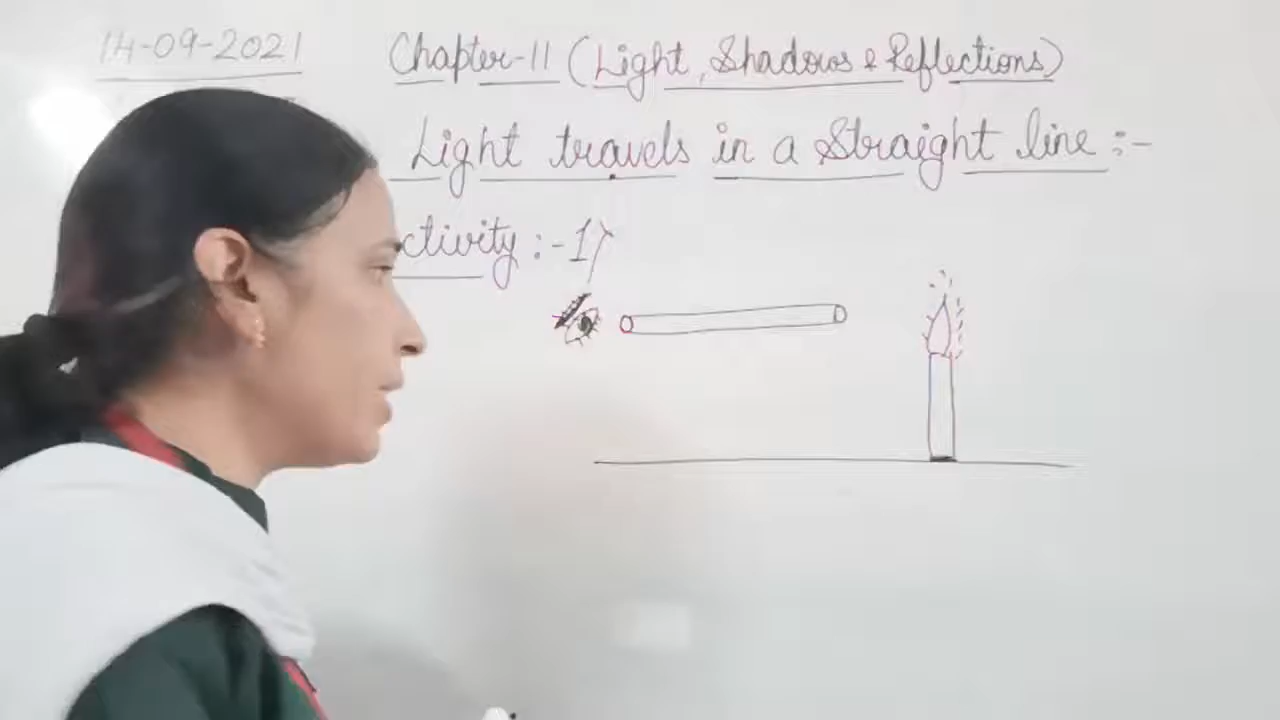 14-09-2021
Chapter-11 (Light, Shadows & Reflections)
Light travels in a Straight line :-
ctivity :- 1)